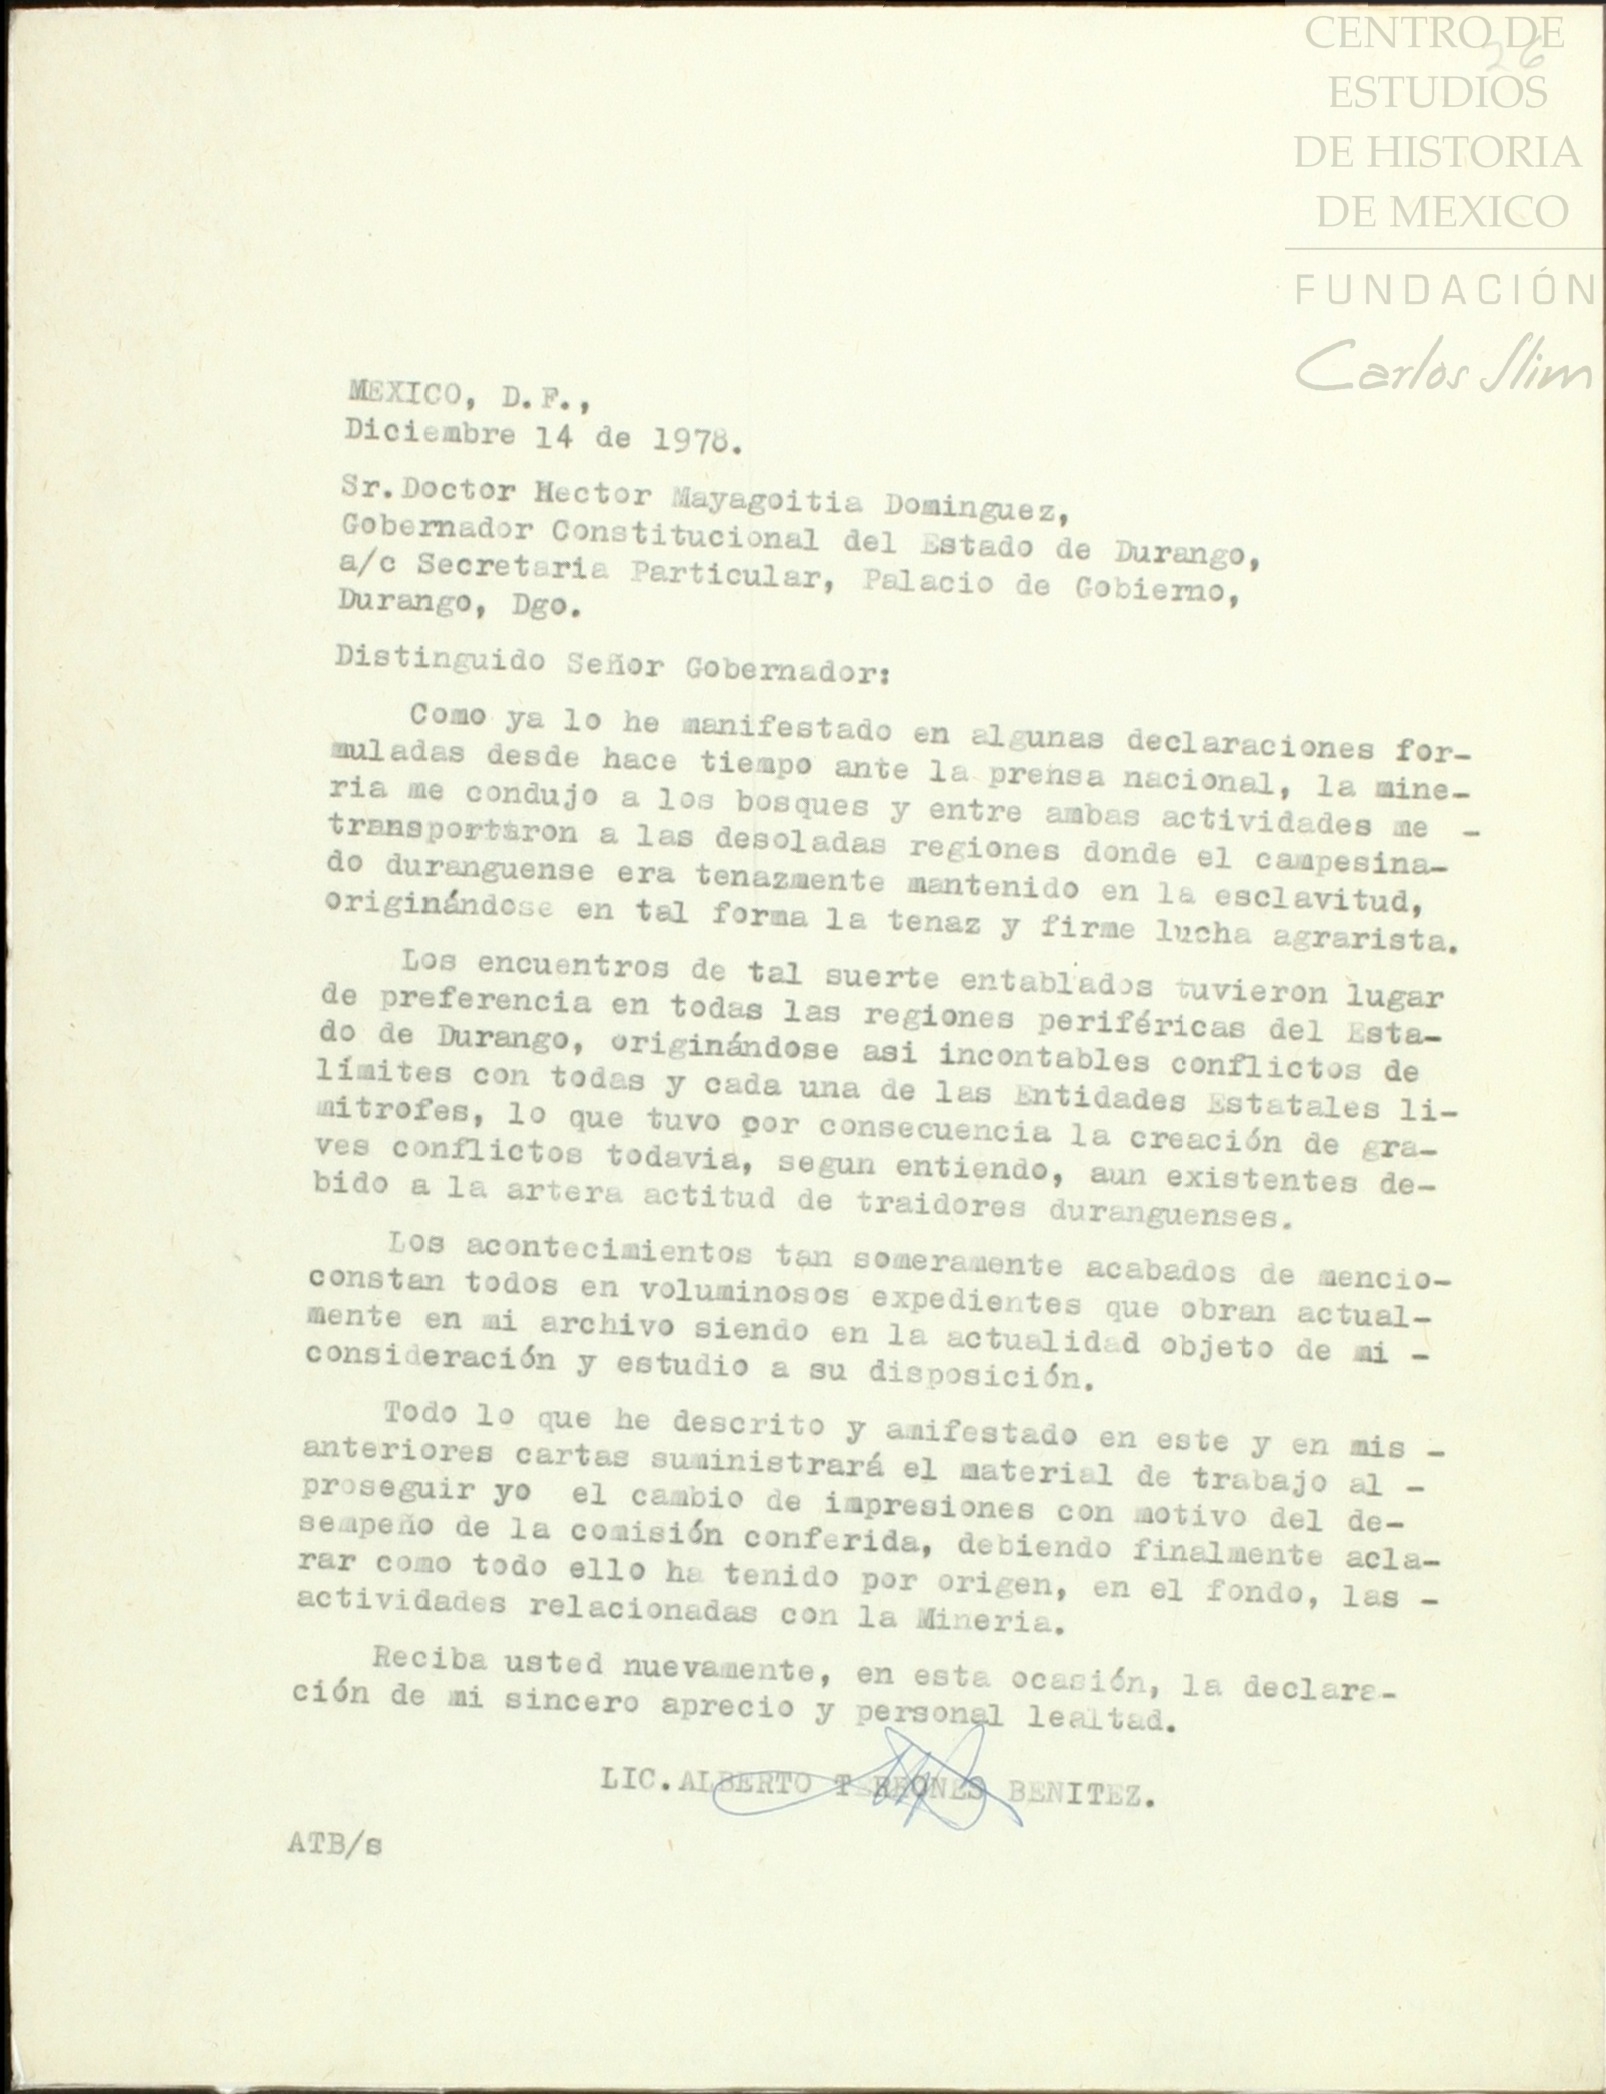 CENTRO DE
26
ESTUDIOS
DE HISTORIA
DE MEXICO
FUNDACIÓN
Carlos Slim
MEXICO, D.F.,
Diciembre 14 de 1978.
Sr.Doctor Hector Mayagoitia Dominguez,
Gobernador Constitucional del Estado de Durango,
a/c Secretaria Particular, Palacio de Gobierno,
Durango, Dgo.
Distinguido Señor Gobernador:
Como ya lo he manifestado en algunas declaraciones for-
muladas desde hace tiempo ante la prensa nacional, la mine-
ria me condujo a los bosques y entre ambas actividades me -
transportaron a las desoladas regiones donde el campesina-
do duranguense era tenazmente mantenido en la esclavitud,
originándose en tal forma la tenaz y firme lucha agrarista.
Los encuentros de tal suerte entablados tuvieron lugar
de preferencia en todas las regiones periféricas del Esta-
do de Durango, originándose asi incontables conflictos de
límites con todas y cada una de las Entidades Estatales li-
mitrofes, lo que tuvo por consecuencia la creación de gra-
ves conflictos todavia, segun entiendo, aun existentes de-
bido a la artera actitud de traidores duranguenses.
Los acontecimientos tan someramente acabados de mencio-
constan todos en voluminosos expedientes que obran actual-
mente en mi archivo siendo en la actualidad objeto de mi -
consideración y estudio a su disposición.
Todo lo que he descrito y amifestado en este y en mis -
anteriores cartas suministrará el material de trabajo al -
proseguir yo el cambio de impresiones con motivo del de-
sempeño de la comisión conferida, debiendo finalmente acla-
rar como todo ello ha tenido por origen, en el fondo, las -
actividades relacionadas con la Mineria.
Reciba usted nuevamente, en esta ocasión, la declara-
ción de mi sincero aprecio y personal lealtad.
LIC.ALBERTO TERRONES BENITEZ.
ATB/s